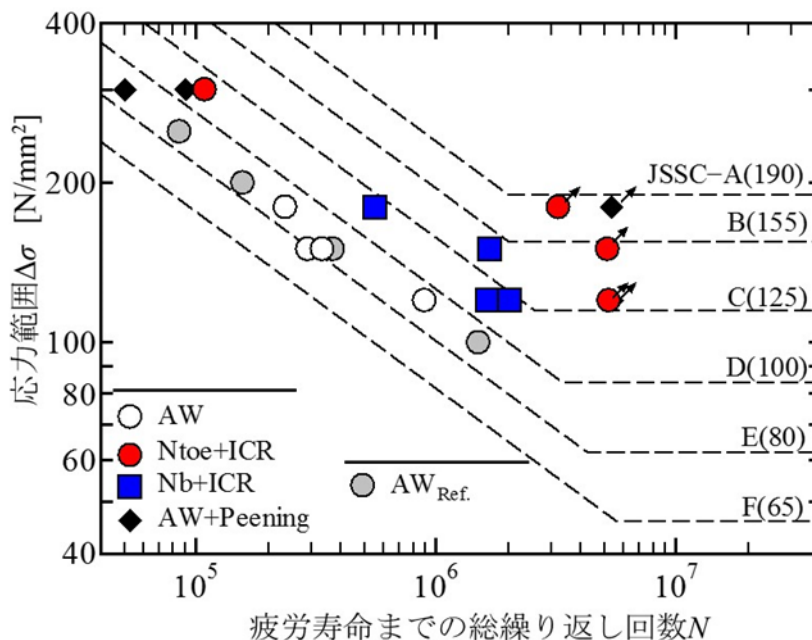 400
200
100
80
60
40
応力範囲Δσ [N/mm²]
JSSC−A(190)
B(155)
C(125)
D(100)
E(80)
F(65)
AW
Ntoe+ICR
Nb+ICR
AW+Peening
AW Ref.
10⁵
10⁶
10⁷
疲労寿命までの総繰り返し回数N